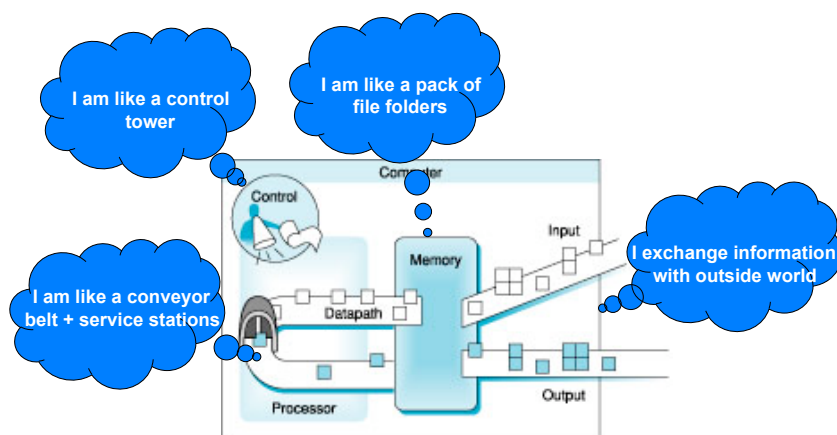 I am like a control
tower
I am like a pack of
file folders
Computer
Control
Input
I exchange information
with outside world
Memory
I am like a conveyor
belt + service stations
Datapath
Processor
Output